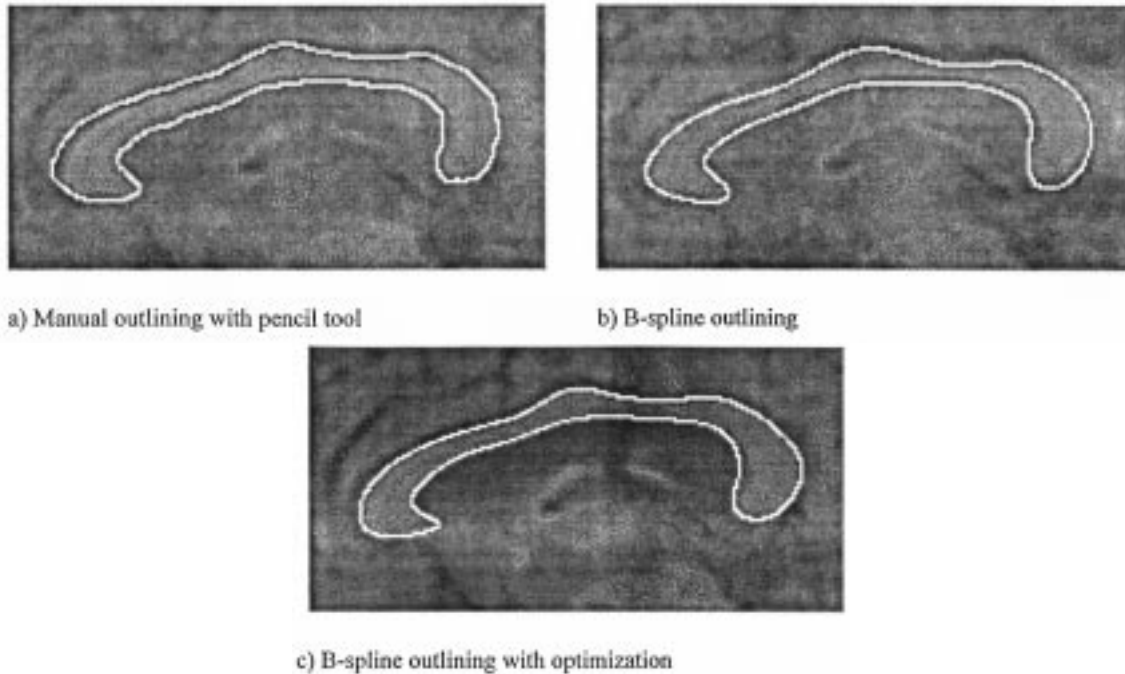 a) Manual outlining with pencil tool
b) B-spline outlining
c) B-spline outlining with optimization